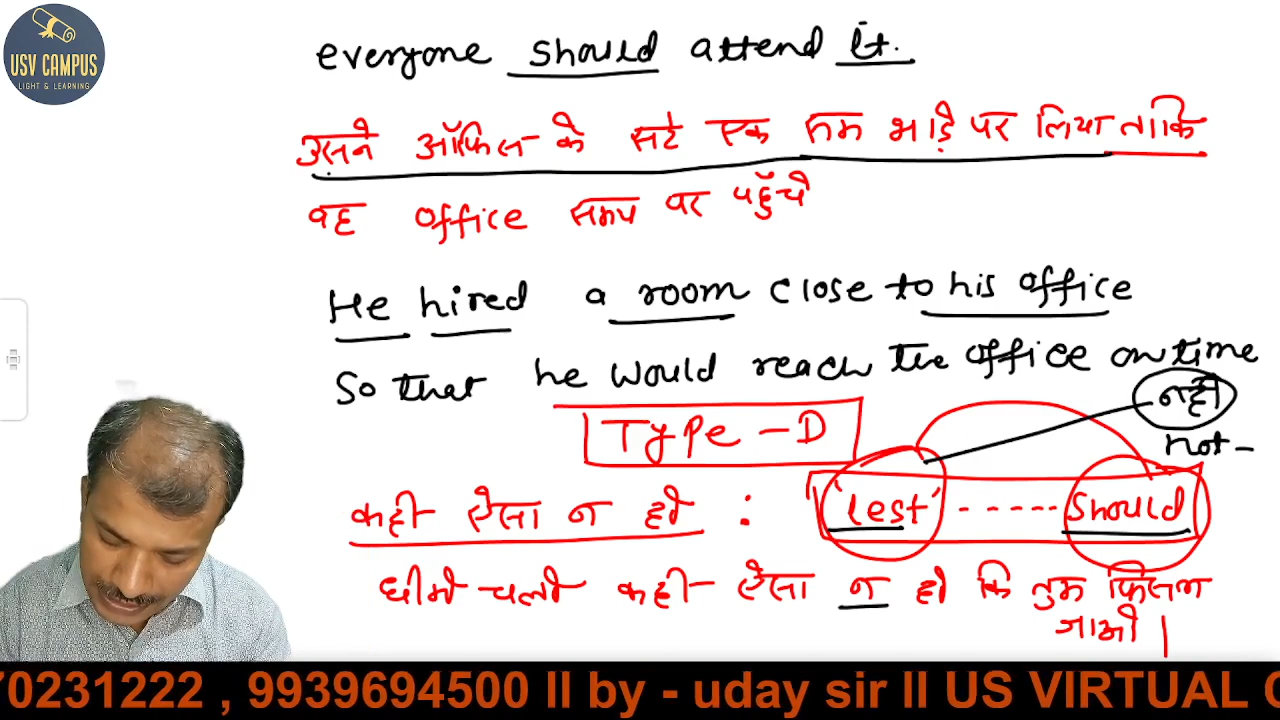 USV CAMPUS
LIGHT & LEARNING
everyone should attend it.
उसने ऑफिस के सटे एक रूम भाड़े पर लिया ताकि
वह office समय पर पहुँचे
He hired a room close to his office
So that he would reach the office on time
नहीं
Type - D
not -
कही ऐसा न हो : 'lest' ------ Should
धीमे चलो कही ऐसा न हो कि तुम फिसल
जाओ |
70231222 , 9939694500 II by - uday sir II US VIRTUAL C